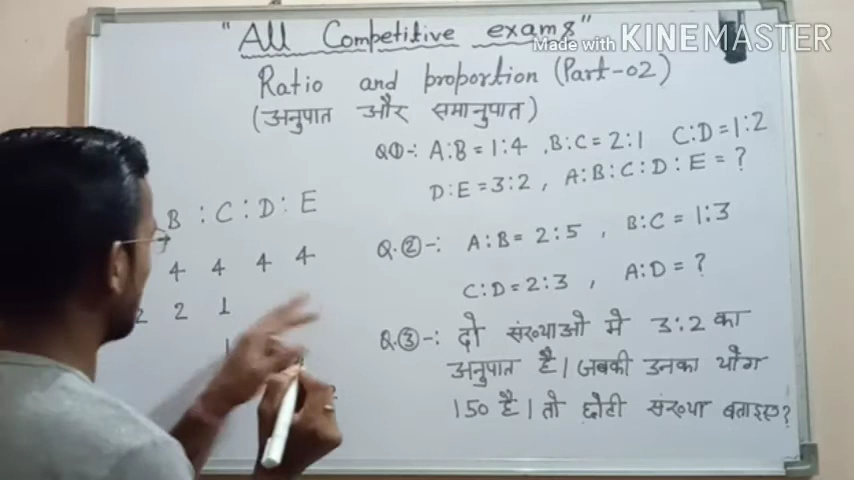 "All Competitive exams"
Made with KINEMASTER
Ratio and proportion (Part-02)
(अनुपात और समानुपात)
Q①-: A:B=1:4 , B:C=2:1 C:D=1:2
D:E=3:2 , A:B:C:D:E=?
B : C : D : E
4 4 4 4
2 2 1
1
Q.②-: A:B=2:5 , B:C=1:3
C:D=2:3 , A:D=?
Q.③-: दो संख्याओ मे 3:2 का
अनुपात है। जबकी उनका योग
150 है। तो छोटी संख्या बताइए?